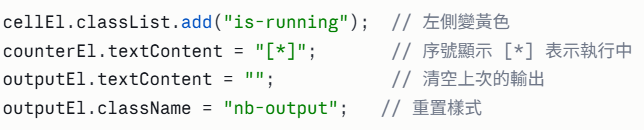 cellEl.classList.add("is-running");  // 左側變黃色
counterEl.textContent = "[*]";       // 序號顯示 [*] 表示執行中
outputEl.textContent = "";           // 清空上次的輸出
outputEl.className = "nb-output";   // 重置樣式